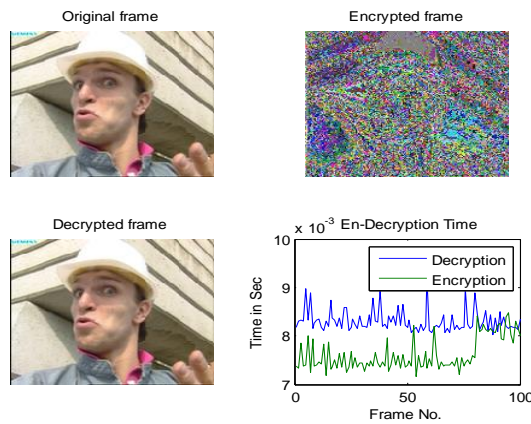 Original frame
Encrypted frame
Decrypted frame
En-Decryption Time
x 10^-3
10
9
8
7
Time in Sec
Decryption
Encryption
0
50
100
Frame No.